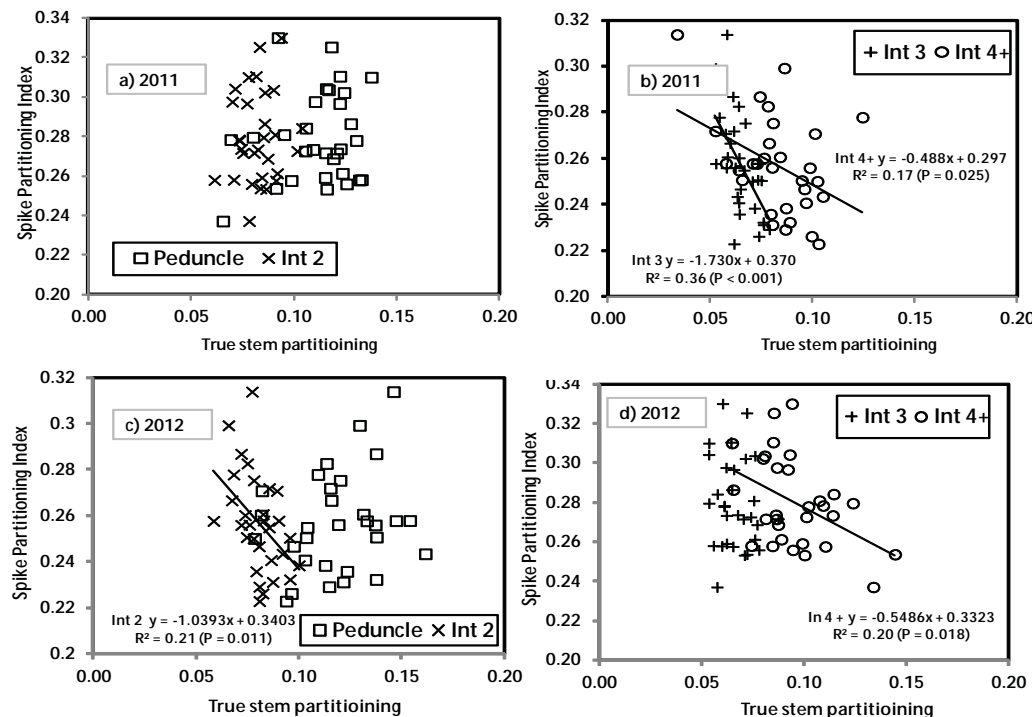 0.34
0.32
0.30
0.28
0.26
0.24
0.22
0.20
Spike Partitioning Index
a) 2011
Peduncle Int 2
0.00 0.05 0.10 0.15 0.20
True stem partitioining
0.32
0.30
0.28
0.26
0.24
0.22
0.20
Spike Partitioning Index
b) 2011
Int 3 Int 4+
Int 4+ y = -0.488x + 0.297
R² = 0.17 (P = 0.025)
Int 3 y = -1.730x + 0.370
R² = 0.36 (P < 0.001)
0.00 0.05 0.10 0.15 0.20
True stem partitioining
0.32
0.3
0.28
0.26
0.24
0.22
0.2
Spike Partitioning Index
c) 2012
Int 2 y = -1.0393x + 0.3403
R² = 0.21 (P = 0.011)
Peduncle Int 2
0.00 0.05 0.10 0.15 0.20
True stem partitioining
0.34
0.32
0.30
0.28
0.26
0.24
0.22
0.20
Spike Partitioning Index
d) 2012
Int 3 Int 4+
In 4 + y = -0.5486x + 0.3323
R² = 0.20 (P = 0.018)
0.00 0.05 0.10 0.15 0.20
True stem partitioining